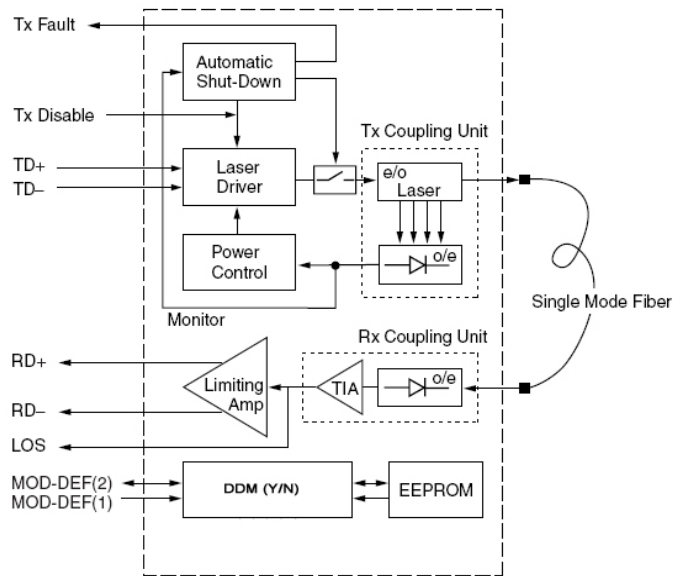 Tx Fault
Automatic
Shut-Down
Tx Disable
Tx Coupling Unit
TD+
TD–
Laser
Driver
e/o
Laser
Power
Control
o/e
Monitor
Single Mode Fiber
Rx Coupling Unit
RD+
RD–
LOS
Limiting
Amp
TIA
o/e
MOD-DEF(2)
MOD-DEF(1)
DDM (Y/N)
EEPROM